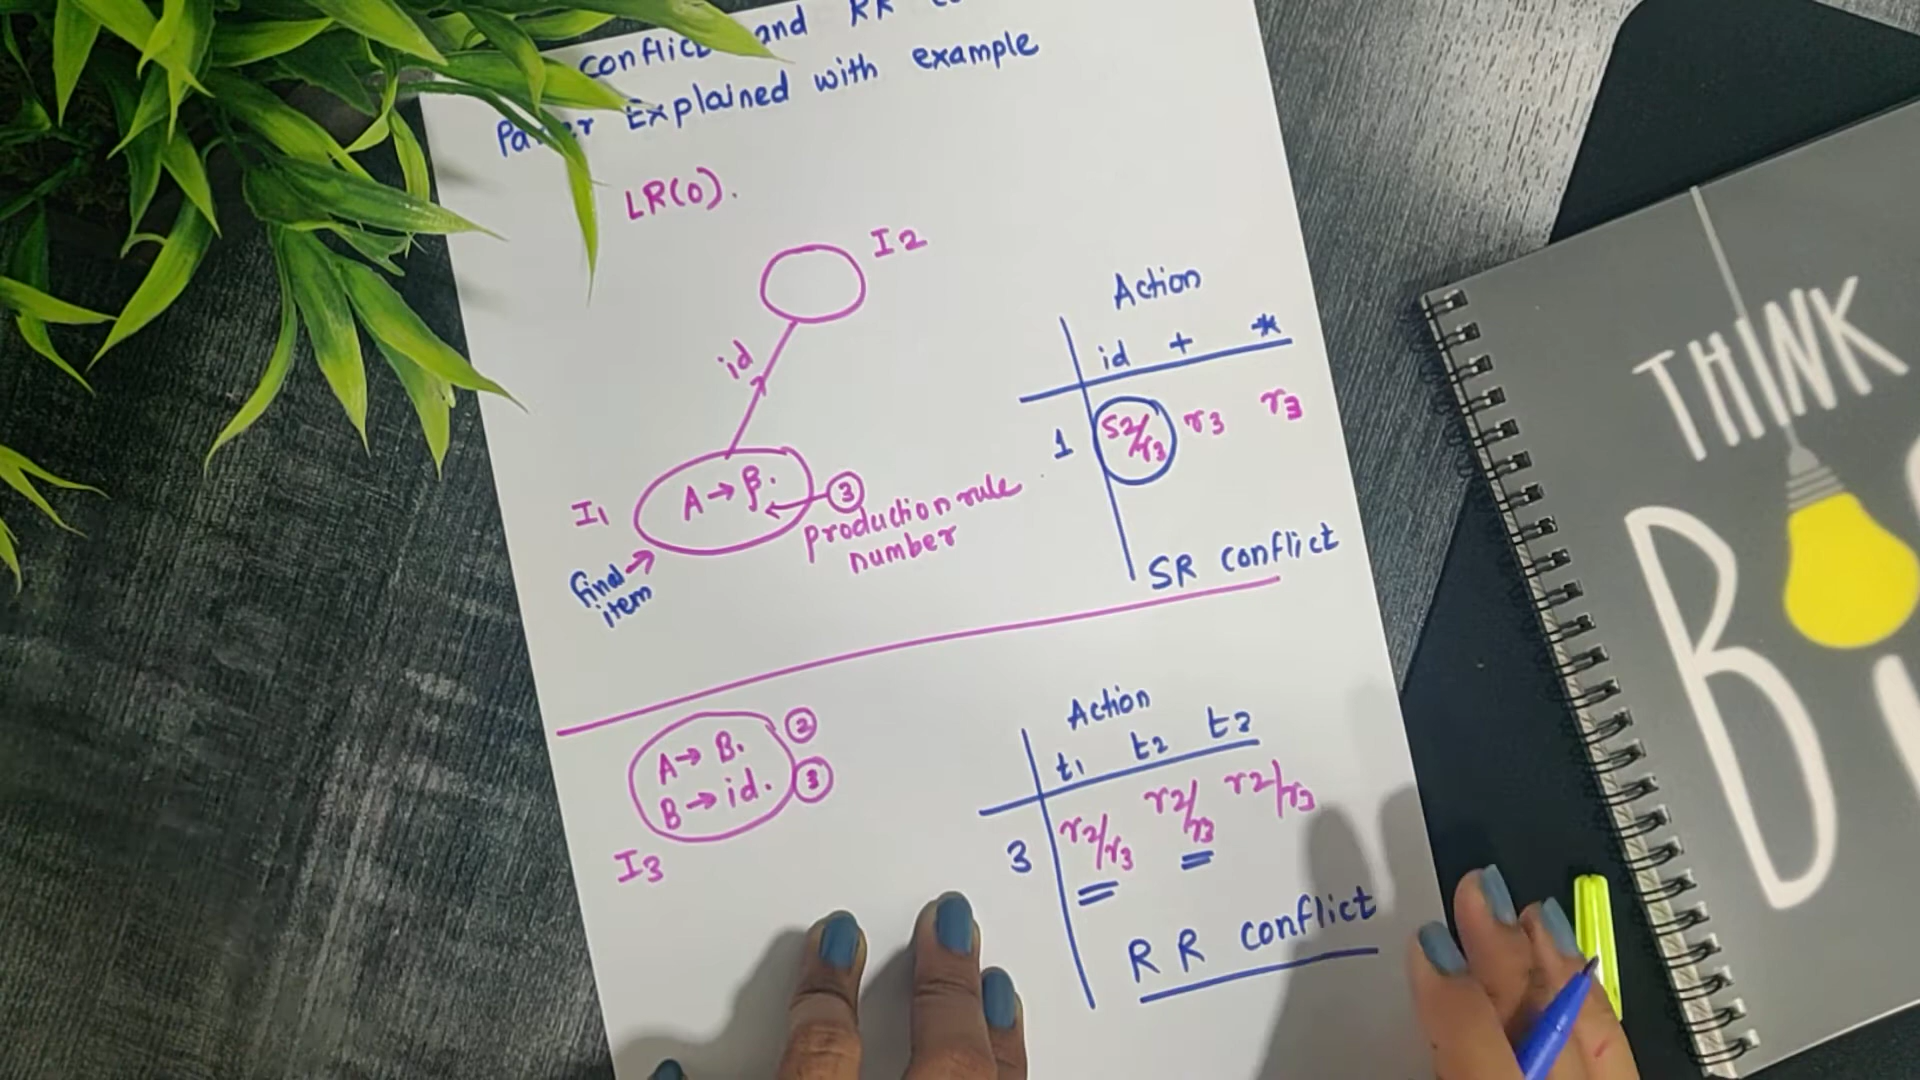 conflict and RR
Explained with example
LR(0).
I2
id
I1
A→β.
3
production rule
number
final
item
Action
id + *
1 S2/r3 r3 r3
SR conflict
A→ B. 2
B→id. 3
I3
Action
t1 t2 t3
3 r2/r3 r2/r3 r2/r3
RR conflict
THINK